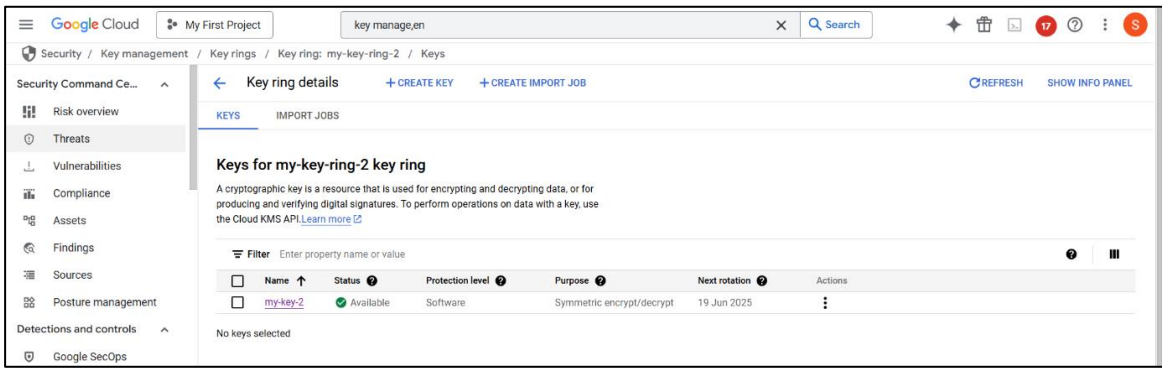 Google Cloud
My First Project
key manage,en
Search
17
S
Security / Key management / Key rings / Key ring: my-key-ring-2 / Keys
Security Command Ce...
Risk overview
Threats
Vulnerabilities
Compliance
Assets
Findings
Sources
Posture management
Detections and controls
Google SecOps
Key ring details
+ CREATE KEY
+ CREATE IMPORT JOB
REFRESH
SHOW INFO PANEL
KEYS
IMPORT JOBS
Keys for my-key-ring-2 key ring
A cryptographic key is a resource that is used for encrypting and decrypting data, or for
producing and verifying digital signatures. To perform operations on data with a key, use
the Cloud KMS API.Learn more
Filter Enter property name or value
Name Status Protection level Purpose Next rotation Actions
my-key-2 Available Software Symmetric encrypt/decrypt 19 Jun 2025
No keys selected